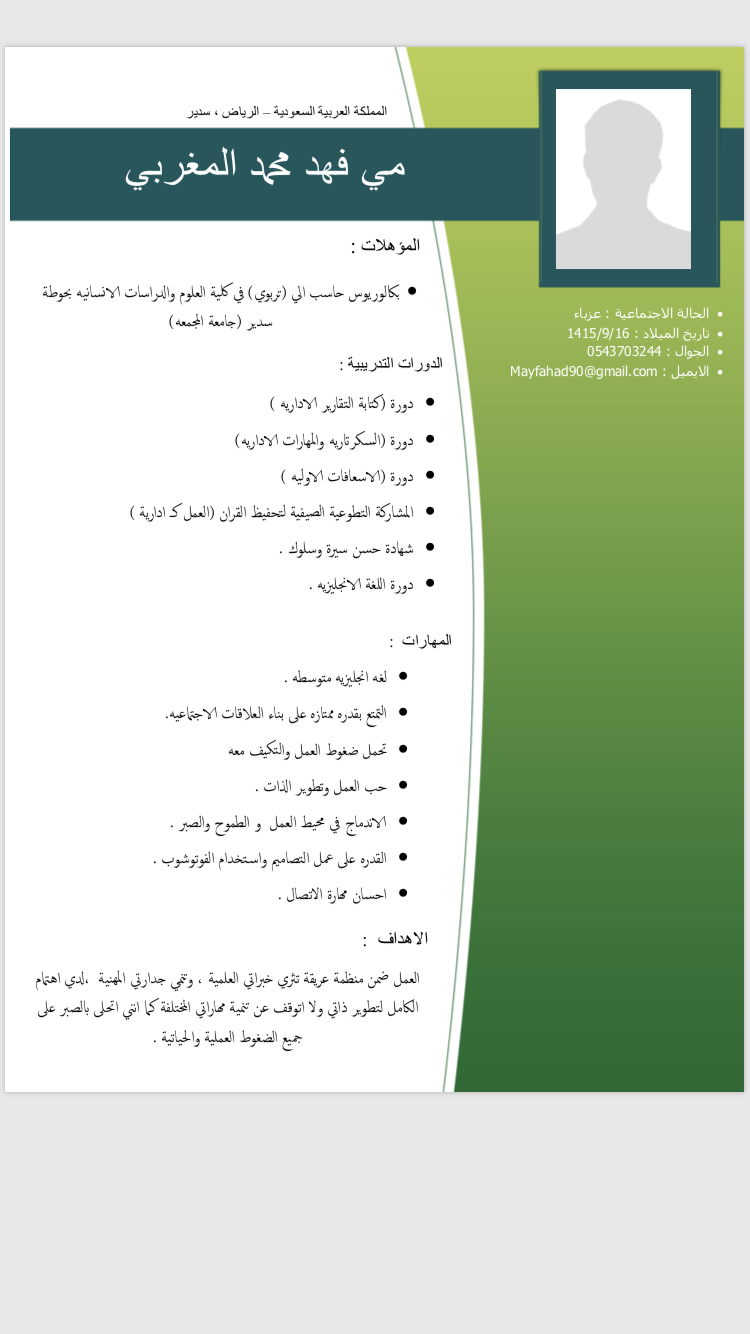 المملكة العربية السعودية – الرياض ، سدير
مي فهد محمد المغربي
الحالة الاجتماعية : عزباء
تاريخ الميلاد : 1415/9/16
الجوال : 0543703244
الايميل : Mayfahad90@gmail.com
المؤهلات :
بكالوريوس حاسب الي (تربوي) في كلية العلوم والدراسات الانسانيه بحوطة
سدير (جامعة المجمعه)
الدورات التدريبية :
دورة (كتابة التقارير الاداريه )
دورة (السكرتاريه والمهارات الاداريه)
دورة (الاسعافات الاوليه )
المشاركة التطوعية الصيفية لتحفيظ القران (العمل كـ ادارية )
شهادة حسن سيرة وسلوك .
دورة اللغة الانجليزيه .
المهارات :
لغه انجليزيه متوسطه .
التمتع بقدره ممتازه على بناء العلاقات الاجتماعيه.
تحمل ضغوط العمل والتكيف معه
حب العمل وتطوير الذات .
الاندماج في محيط العمل و الطموح والصبر .
القدره على عمل التصاميم واستخدام الفوتوشوب .
احسان مهارة الاتصال .
الاهداف :
العمل ضمن منظمة عريقة تثري خبراتي العلمية ، وتنمي جدارتي المهنية ،لدي اهتمام
الكامل لتطوير ذاتي ولا اتوقف عن تنمية مهاراتي المختلفة كما انني اتحلى بالصبر على
جميع الضغوط العملية والحياتية .